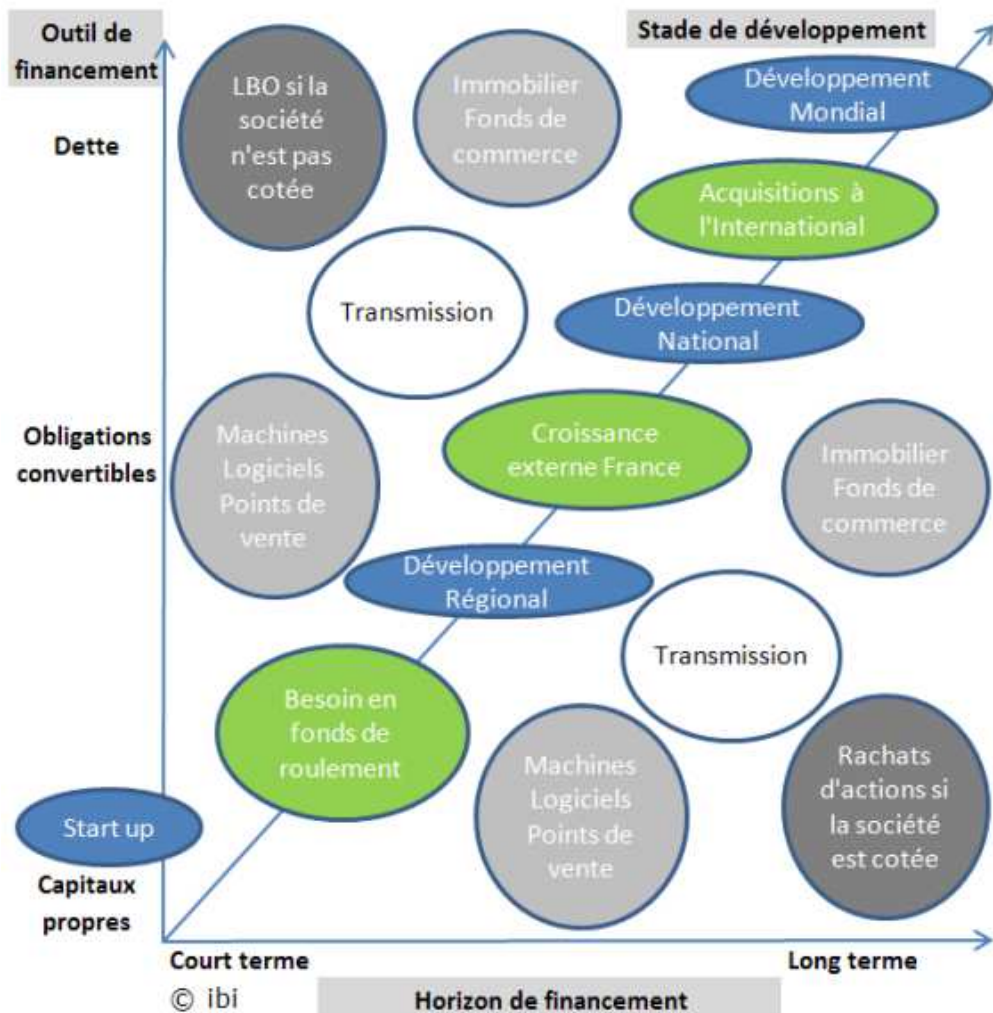 Outil de
financement
Stade de développement
Dette
LBO si la
société
n'est pas
cotée
Immobilier
Fonds de
commerce
Développement
Mondial
Acquisitions à
l'International
Transmission
Développement
National
Obligations
convertibles
Machines
Logiciels
Points de
vente
Croissance
externe France
Immobilier
Fonds de
commerce
Développement
Régional
Transmission
Besoin en
fonds de
roulement
Machines
Logiciels
Points de
vente
Rachats
d'actions si
la société
est cotée
Start up
Capitaux
propres
Court terme
Long terme
© ibi
Horizon de financement